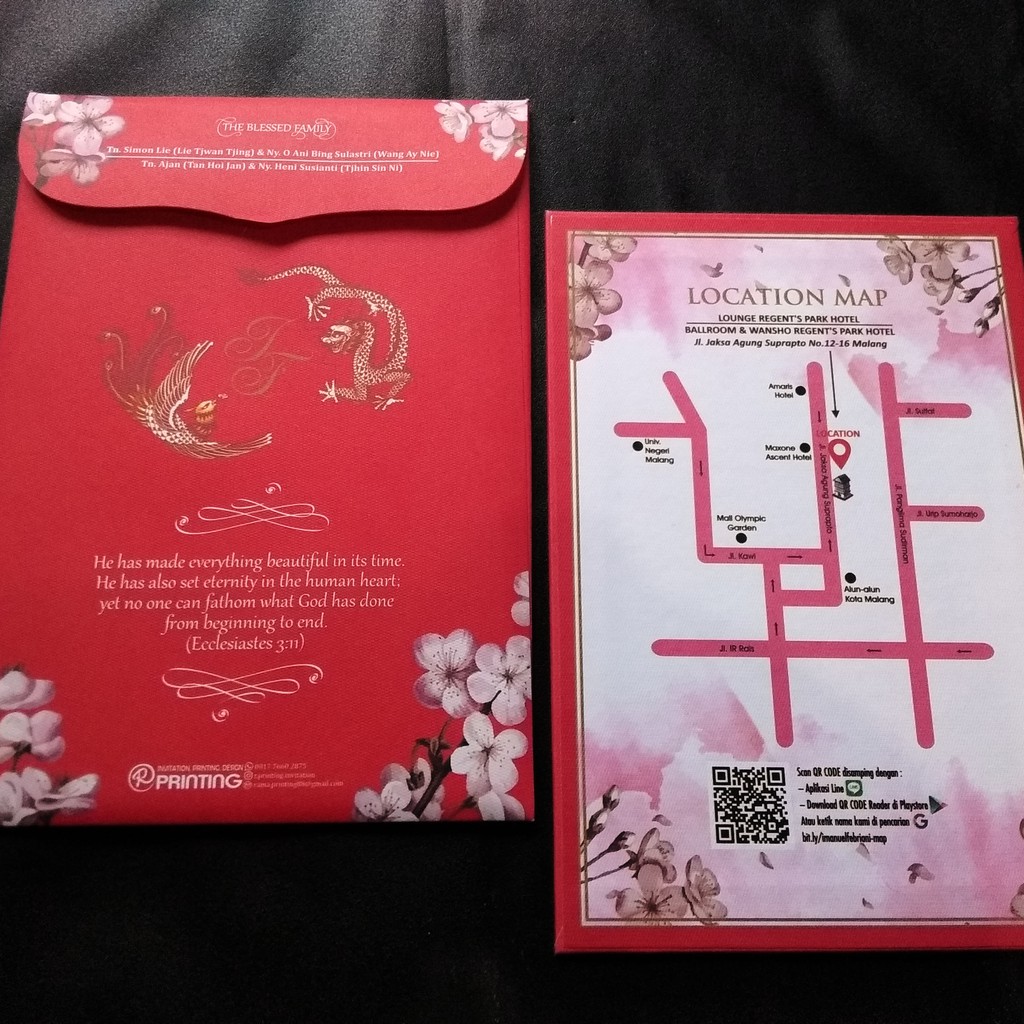 THE BLESSED FAMILY
Tn. Simon Lie (Lie Tjwan Tjing) & Ny. O Ani Bing Sulastri (Wang Ay Nie)
Tn. Ajan (Tan Hoi Jan) & Ny. Heni Susianti (Tjhin Sin Ni)
He has made everything beautiful in its time.
He has also set eternity in the human heart;
yet no one can fathom what God has done
from beginning to end.
(Ecclesiastes 3:11)
INVITATION PRINTING DESIGN
R PRINTING
LOCATION MAP
LOUNGE REGENT'S PARK HOTEL
BALLROOM & WANSHO REGENT'S PARK HOTEL
Jl. Jaksa Agung Suprapto No.12-16 Malang
Amaris
Hotel
Jl. Sultat
LOCATION
Univ.
Negeri
Malang
Maxone
Ascent Hotel
Jl. Jaksa Agung Suprapto
Jl. Panglima Sudirman
Jl. Urip Sumoharjo
Mall Olympic
Garden
Jl. Kawi
Alun-alun
Kota Malang
Jl. IR Rais
Scan QR CODE disamping dengan :
– Aplikasi Line
– Download QR CODE Reader di Playstore
Atau ketik nama kami di pencarian G
bit.ly/imanuelfebriani-map